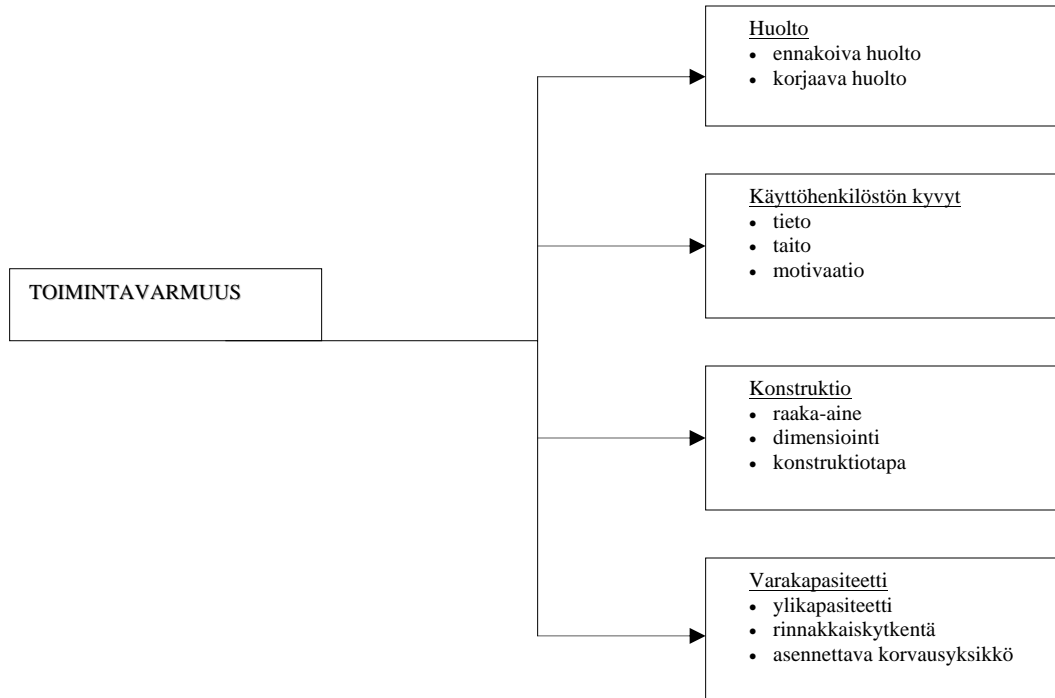 Huolto
• ennakoiva huolto
• korjaava huolto
Käyttöhenkilöstön kyvyt
• tieto
• taito
• motivaatio
TOIMINTAVARMUUS
Konstruktio
• raaka-aine
• dimensiointi
• konstruktiotapa
Varakapasiteetti
• ylikapasiteetti
• rinnakkaiskytkentä
• asennettava korvausyksikkö